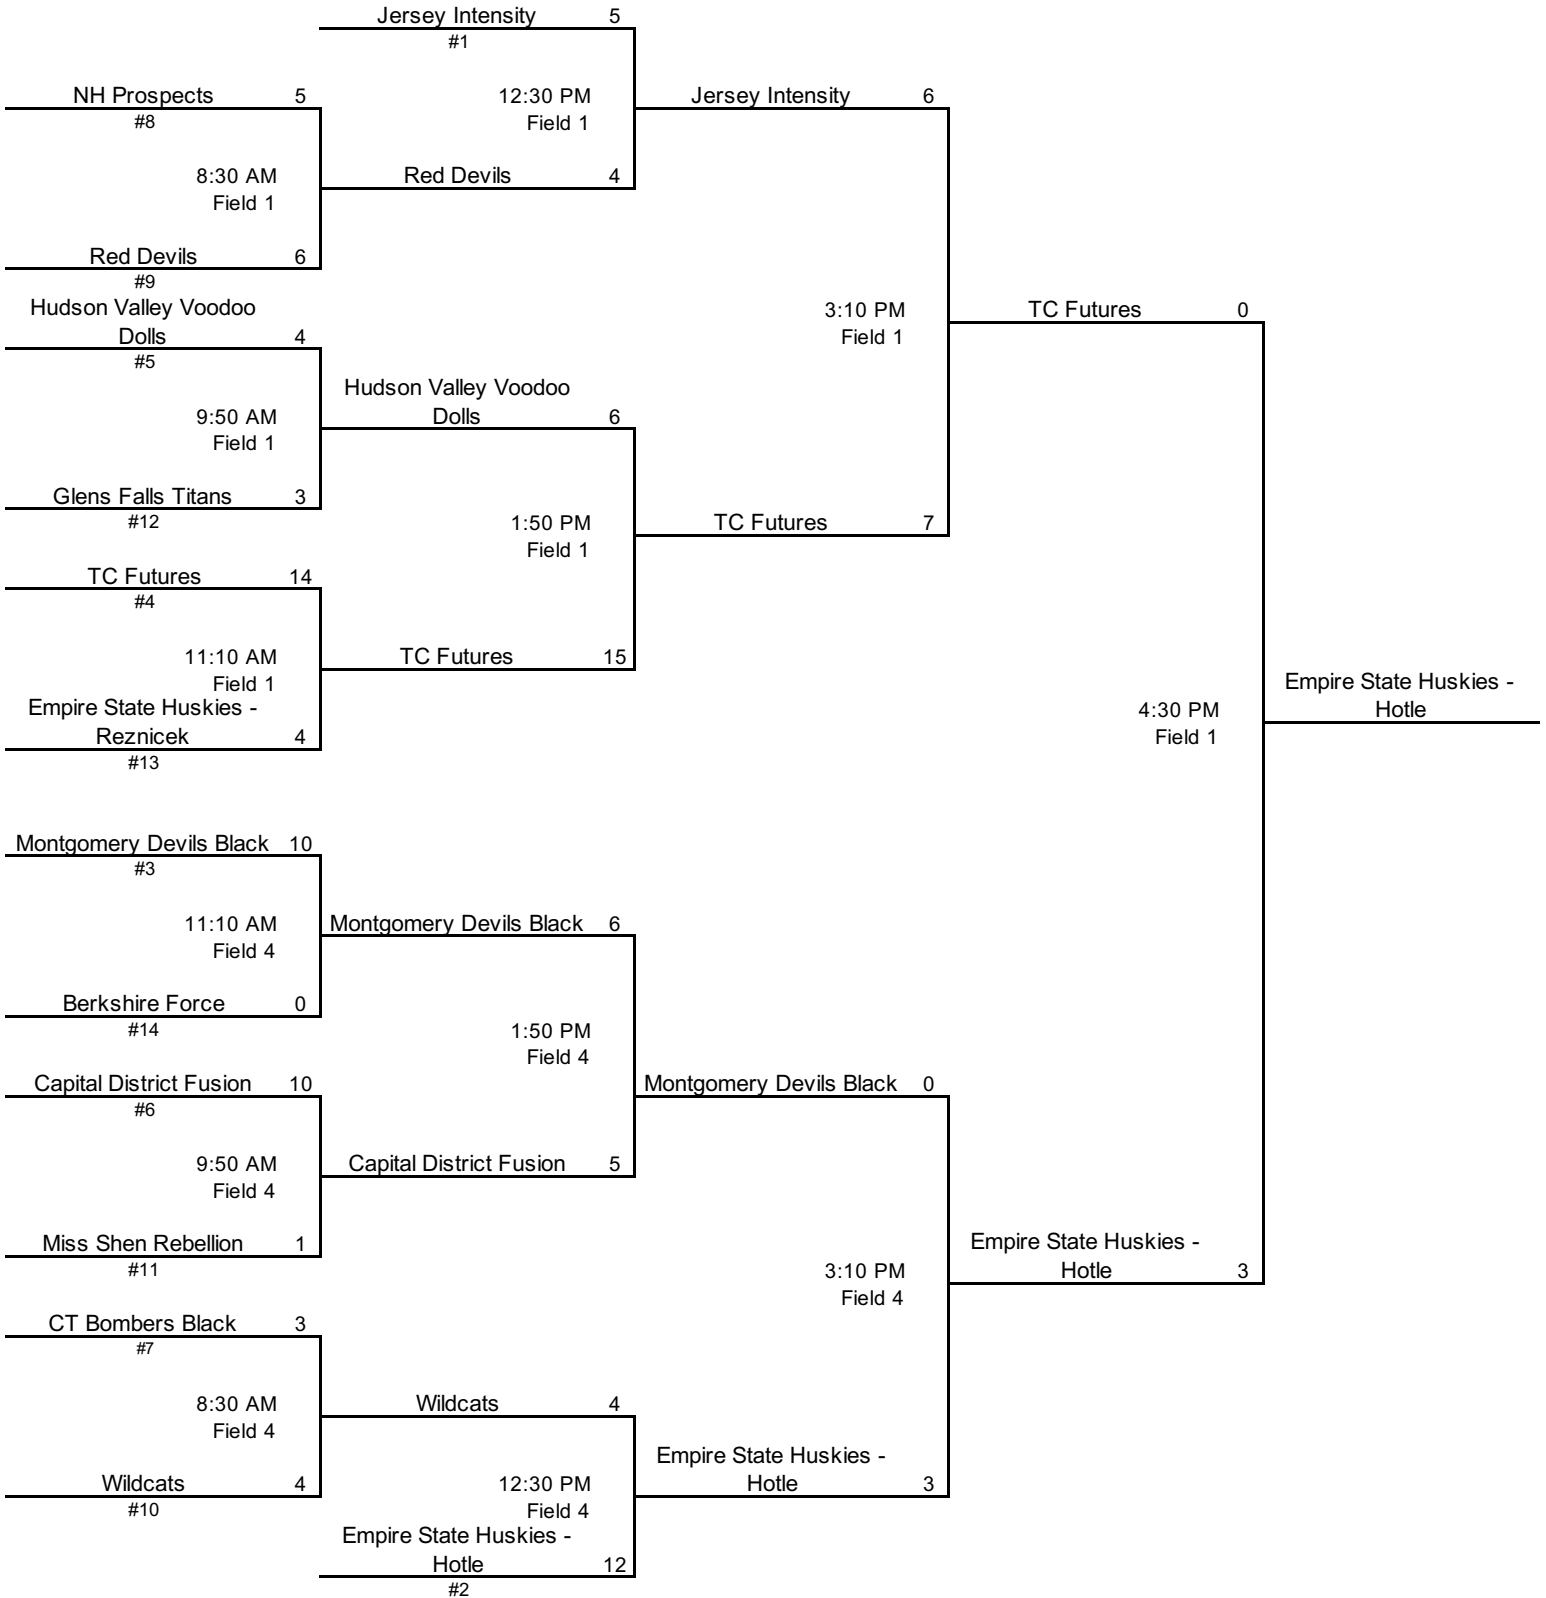 Jersey Intensity 5
#1
NH Prospects 5
#8
12:30 PM
Field 1
Jersey Intensity 6
8:30 AM
Field 1
Red Devils 4
Red Devils 6
#9
Hudson Valley Voodoo
Dolls 4
#5
3:10 PM
Field 1
TC Futures 0
9:50 AM
Field 1
Hudson Valley Voodoo
Dolls 6
Glens Falls Titans 3
#12
1:50 PM
Field 1
TC Futures 7
TC Futures 14
#4
11:10 AM
Field 1
TC Futures 15
Empire State Huskies -
Reznicek 4
#13
4:30 PM
Field 1
Empire State Huskies -
Hotle
Montgomery Devils Black 10
#3
11:10 AM
Field 4
Montgomery Devils Black 6
Berkshire Force 0
#14
1:50 PM
Field 4
Capital District Fusion 10
#6
Montgomery Devils Black 0
9:50 AM
Field 4
Capital District Fusion 5
Miss Shen Rebellion 1
#11
3:10 PM
Field 4
Empire State Huskies -
Hotle 3
CT Bombers Black 3
#7
8:30 AM
Field 4
Wildcats 4
Wildcats 4
#10
12:30 PM
Field 4
Empire State Huskies -
Hotle 3
Empire State Huskies -
Hotle 12
#2